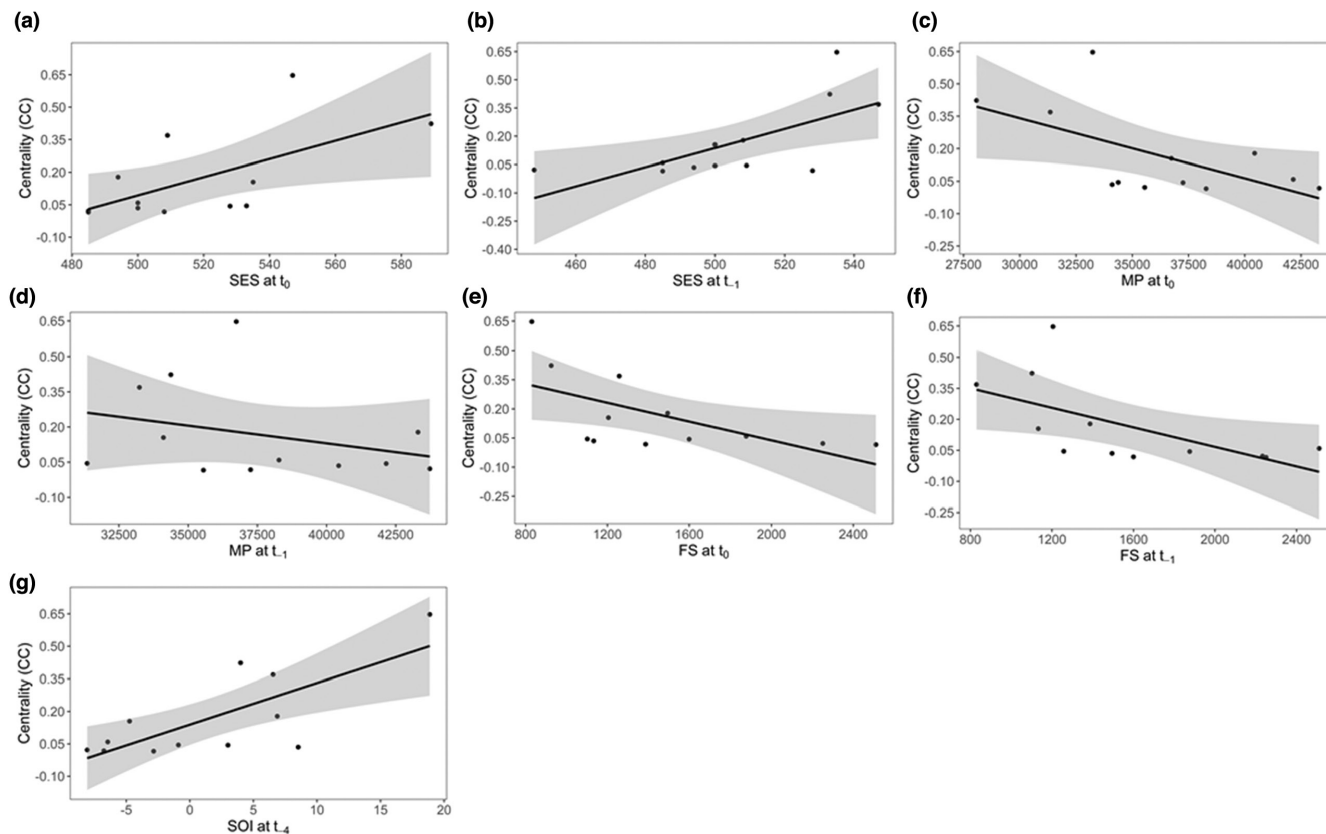 (a)
Centrality (CC)
0.65
0.50
0.35
0.20
0.05
-0.10
480 500 520 540 560 580
SES at t₀
(b)
Centrality (CC)
0.65
0.50
0.35
0.20
0.05
-0.10
-0.25
-0.40
460 480 500 520 540
SES at t₋₁
(c)
Centrality (CC)
0.65
0.50
0.35
0.20
0.05
-0.10
-0.25
27500 30000 32500 35000 37500 40000 42500
MP at t₀
(d)
Centrality (CC)
0.65
0.50
0.35
0.20
0.05
-0.10
32500 35000 37500 40000 42500
MP at t₋₁
(e)
Centrality (CC)
0.65
0.50
0.35
0.20
0.05
-0.10
-0.25
800 1200 1600 2000 2400
FS at t₀
(f)
Centrality (CC)
0.65
0.50
0.35
0.20
0.05
-0.10
-0.25
800 1200 1600 2000 2400
FS at t₋₁
(g)
Centrality (CC)
0.65
0.50
0.35
0.20
0.05
-0.10
-5 0 5 10 15 20
SOI at t₋₄